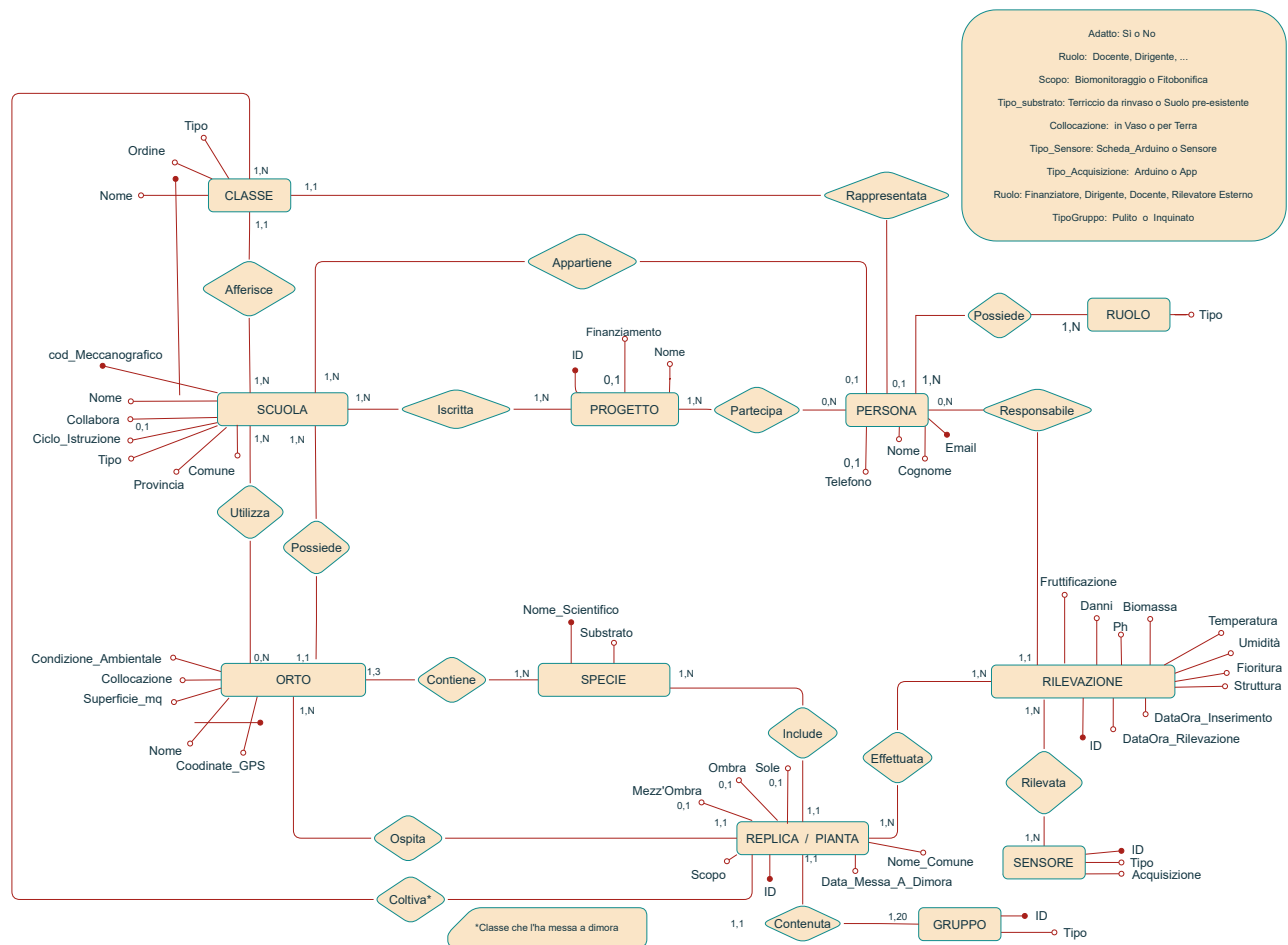 Adatto: Sì o No
Ruolo: Docente, Dirigente, ...
Scopo: Biomonitoraggio o Fitobonifica
Tipo_substrato: Terriccio da rinvaso o Suolo pre-esistente
Collocazione: in Vaso o per Terra
Tipo_Sensore: Scheda_Arduino o Sensore
Tipo_Acquisizione: Arduino o App
Ruolo: Finanziatore, Dirigente, Docente, Rilevatore Esterno
TipoGruppo: Pulito o Inquinato
Tipo
Ordine
1,N
Nome
CLASSE
1,1
Rappresentata
1,1
Appartiene
Afferisce
Possiede
RUOLO
Tipo
1,N
Finanziamento
cod_Meccanografico
ID
Nome
1,N
1,N
0,1
0,1
0,1
1,N
Nome
SCUOLA
1,N
Iscritta
1,N
PROGETTO
1,N
Partecipa
0,N
PERSONA
0,N
Responsabile
Collabora
0,1
Ciclo_Istruzione
1,N
1,N
Tipo
Comune
Provincia
Nome
Email
Cognome
0,1
Telefono
Utilizza
Possiede
Fruttificazione
Danni
Biomassa
Nome_Scientifico
Substrato
Ph
Temperatura
Umidità
Fioritura
Struttura
Condizione_Ambientale
0,N
1,1
1,1
Collocazione
ORTO
1,3
Contiene
1,N
SPECIE
1,N
1,N
RILEVAZIONE
Superficie_mq
1,N
1,N
DataOra_Inserimento
DataOra_Rilevazione
ID
Nome
Coodinate_GPS
Include
Effettuata
Rilevata
Ombra
Sole
0,1
0,1
Mezz'Ombra
0,1
1,1
1,1
1,N
1,N
Ospita
REPLICA / PIANTA
Nome_Comune
1,1
SENSORE
ID
Tipo
Acquisizione
Scopo
ID
Data_Messa_A_Dimora
Coltiva*
*Classe che l'ha messa a dimora
1,1
Contenuta
1,20
GRUPPO
ID
Tipo